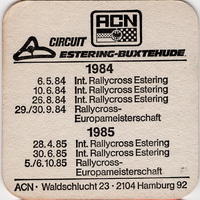 ACN
CIRCUIT
ESTERING-BUXTEHUDE
1984
6.5.84 Int. Rallycross Estering
10.6.84 Int. Rallycross Estering
26.8.84 Int. Rallycross Estering
29./30.9.84 Rallycross-
Europameisterschaft
1985
28.4.85 Int. Rallycross Estering
30.6.85 Int. Rallycross Estering
5./6.10.85 Rallycross-
Europameisterschaft
ACN · Waldschlucht 23 · 2104 Hamburg 92